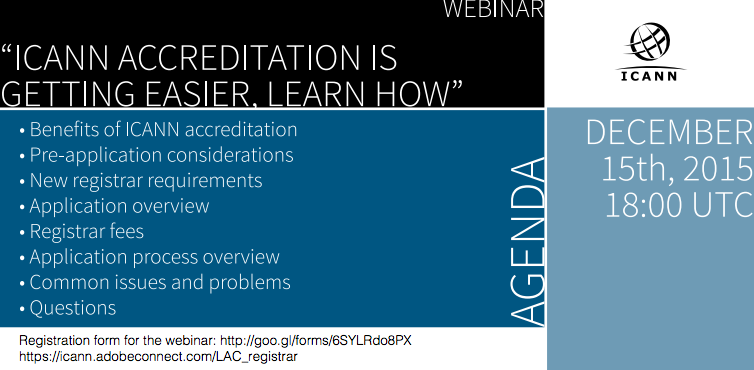 WEBINAR
“ICANN ACCREDITATION IS
GETTING EASIER, LEARN HOW”
• Benefits of ICANN accreditation
• Pre-application considerations
• New registrar requirements
• Application overview
• Registrar fees
• Application process overview
• Common issues and problems
• Questions
AGENDA
ICANN
DECEMBER
15th, 2015
18:00 UTC
Registration form for the webinar: http://goo.gl/forms/6SYLRdo8PX
https://icann.adobeconnect.com/LAC_registrar